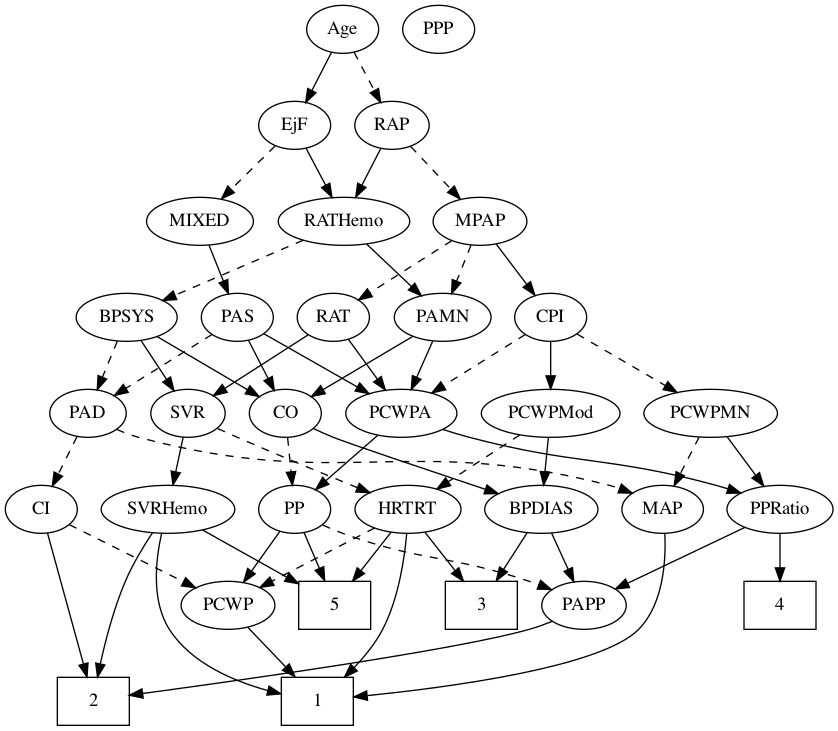 Age PPP
EjF RAP
MIXED RATHemo MPAP
BPSYS PAS RAT PAMN CPI
PAD SVR CO PCWPA PCWPMod PCWPMN
CI SVRHemo PP HRTRT BPDIAS MAP PPRatio
PCWP 5 3 PAPP 4
2 1